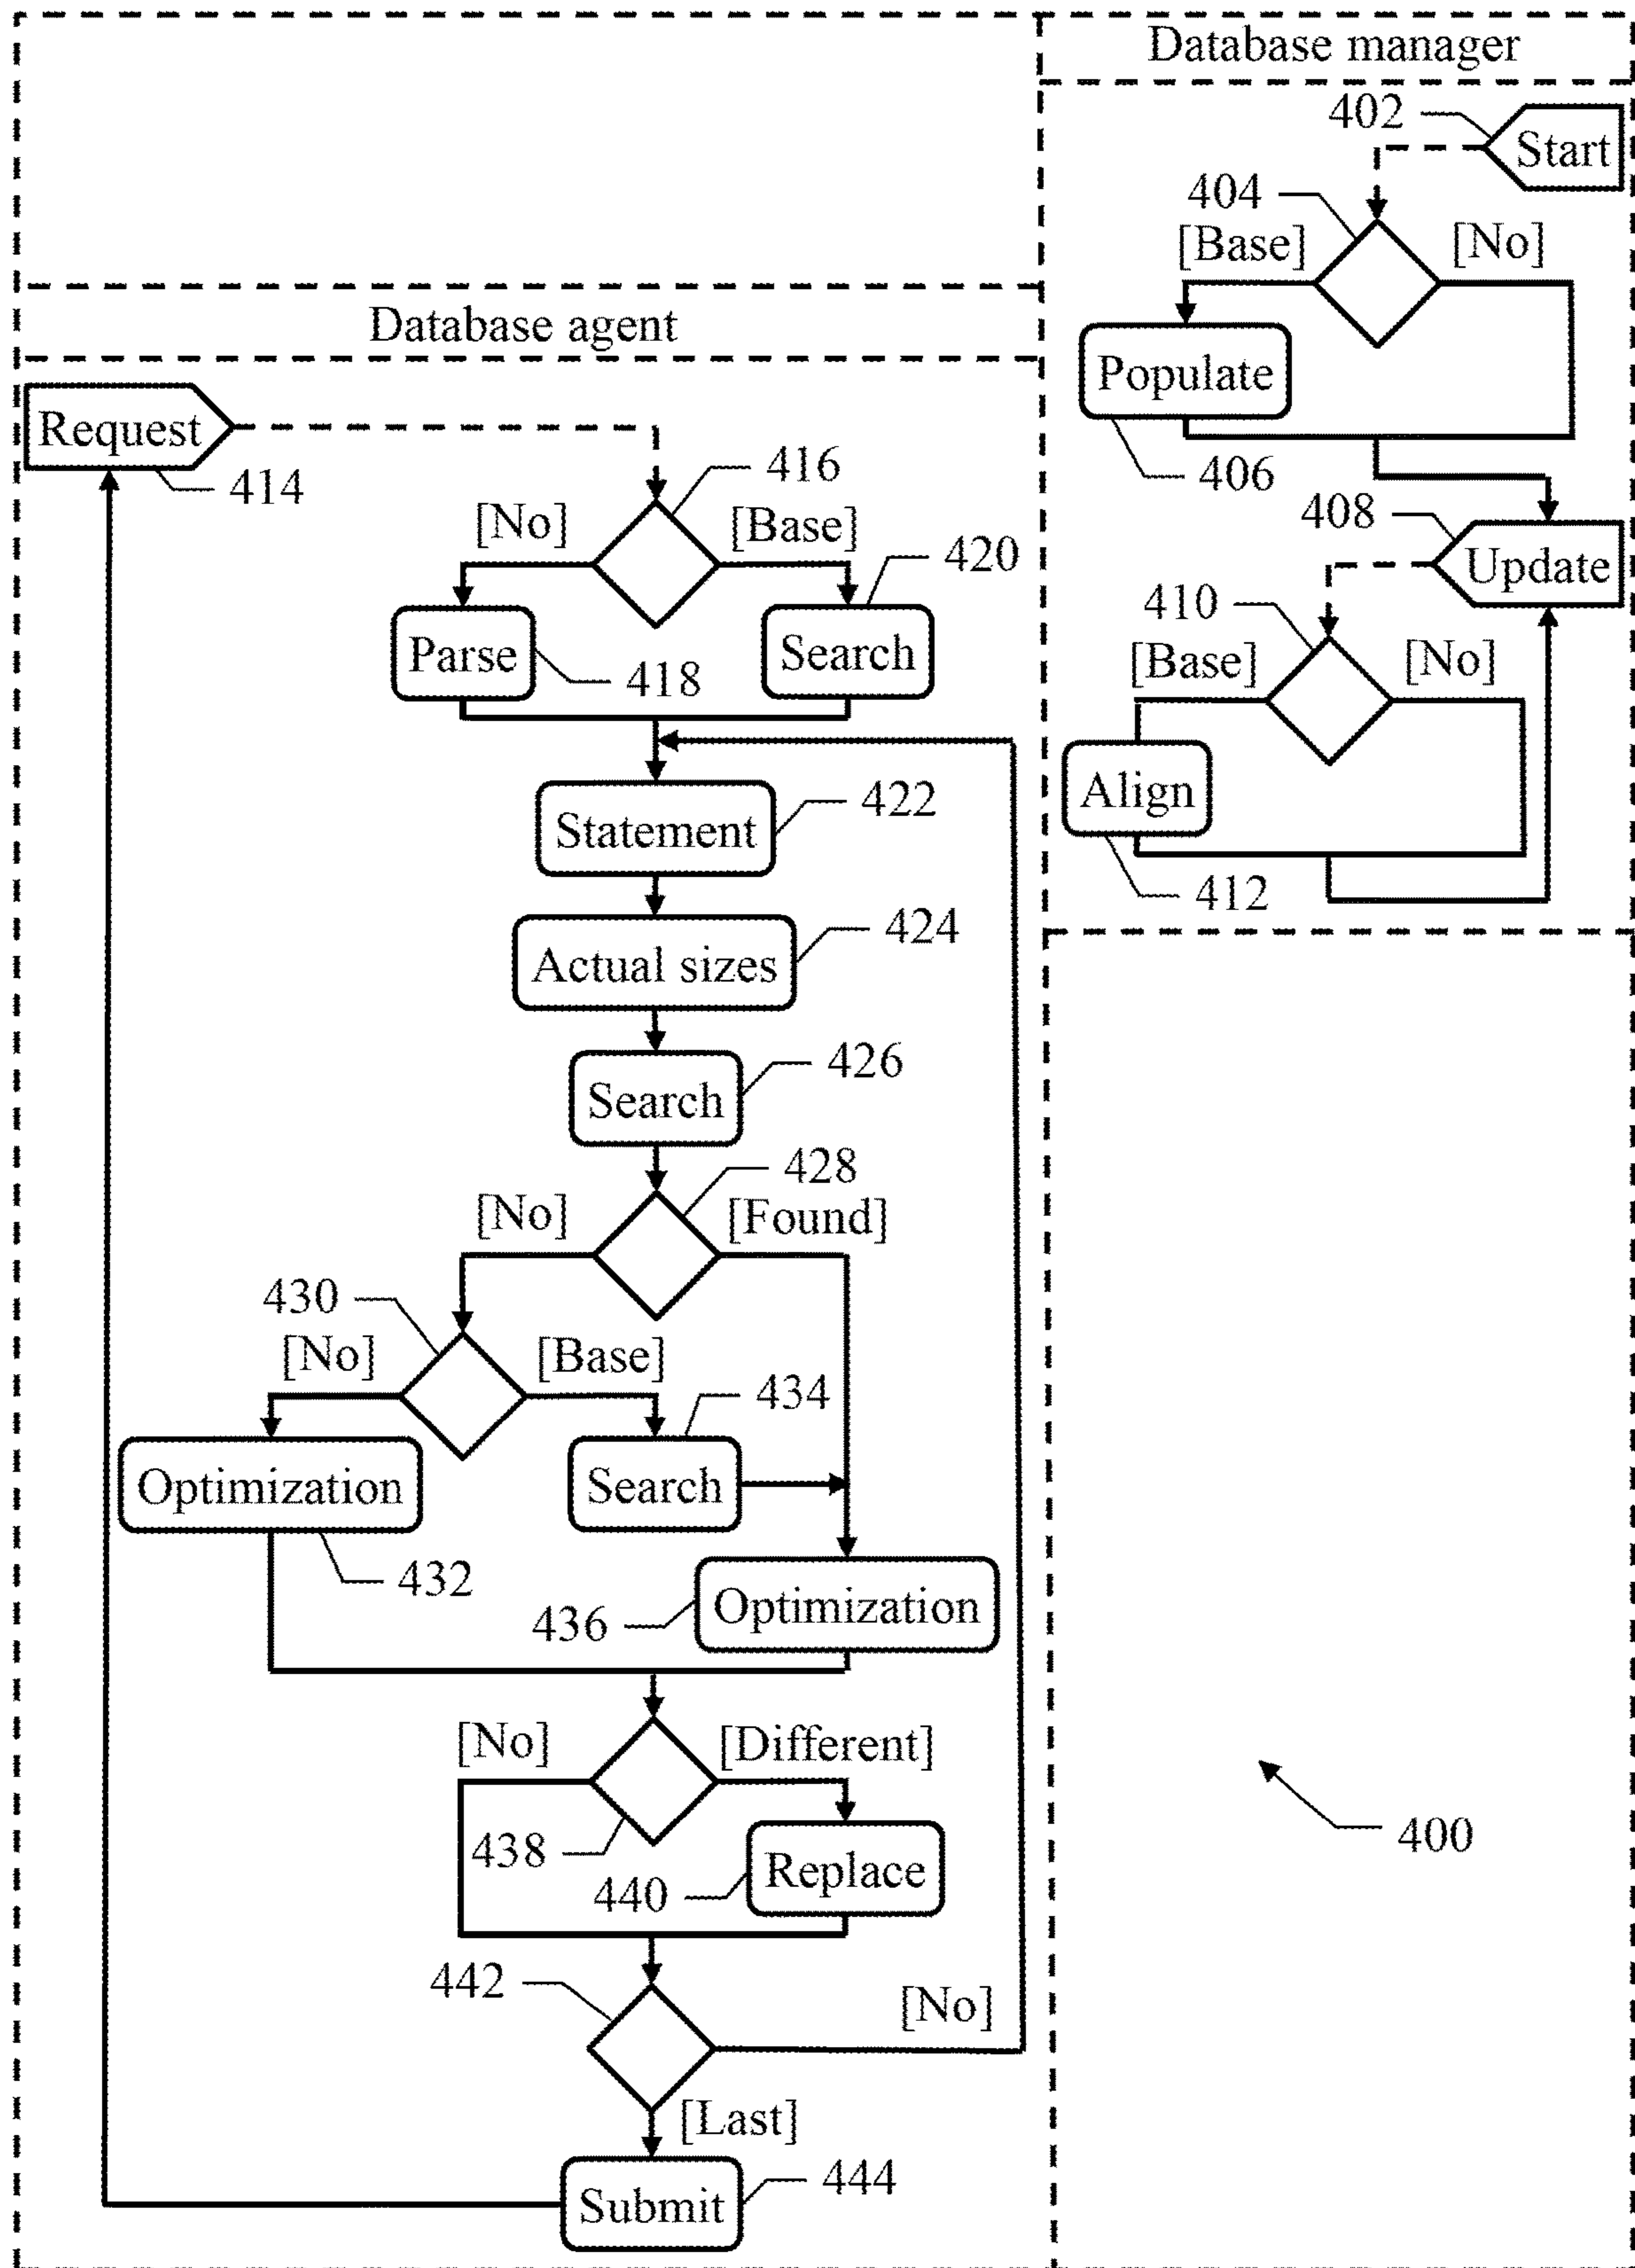 Database manager
402
Start
404
[Base]
[No]
Populate
406
408
Update
410
[Base]
[No]
Align
412
Database agent
Request
414
416
[No]
[Base]
420
Parse
418
Search
422
Statement
424
Actual sizes
426
Search
428
[No]
[Found]
430
[No]
[Base]
434
Optimization
Search
432
436
Optimization
[No]
[Different]
438
440
Replace
442
[No]
[Last]
Submit
444
400